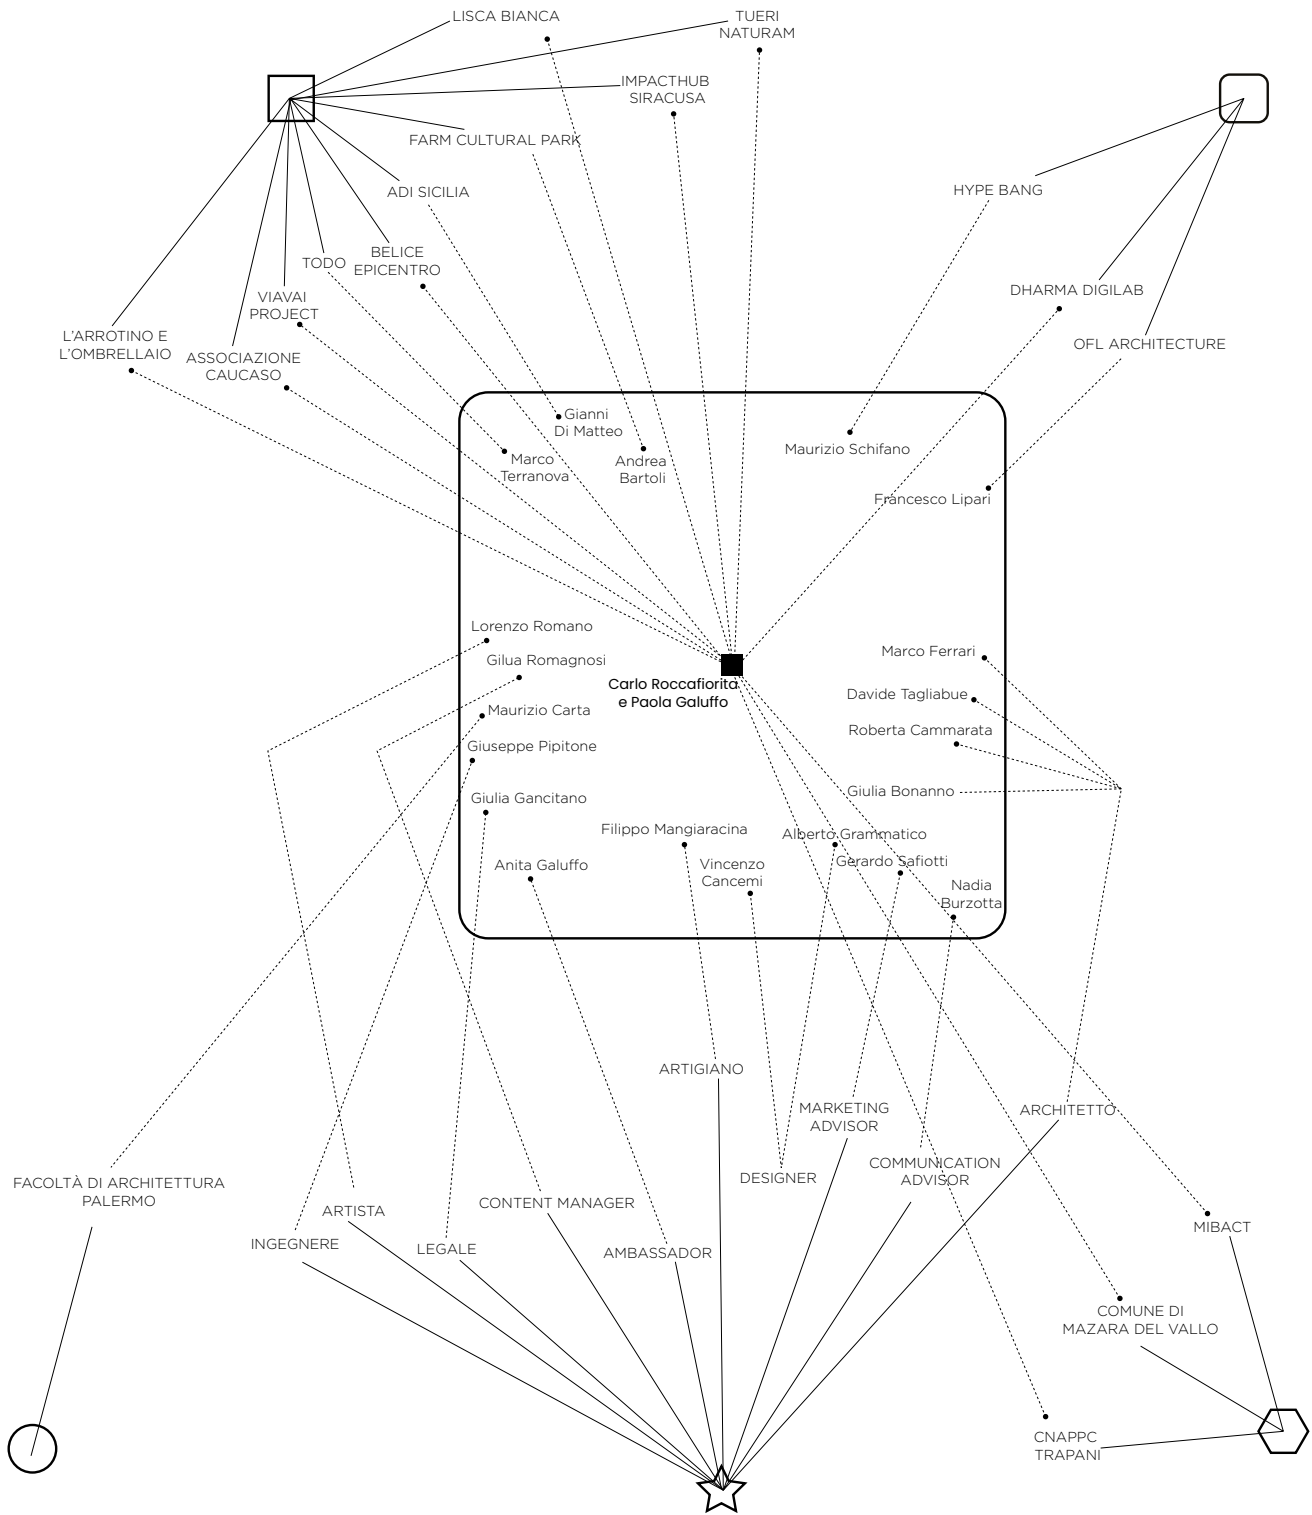 LISCA BIANCA
TUERI
NATURAM
IMPACTHUB
SIRACUSA
FARM CULTURAL PARK
ADI SICILIA
HYPE BANG
BELICE
EPICENTRO
TODO
VIAVAI
PROJECT
DHARMA DIGILAB
L'ARROTINO E
L'OMBRELLAIO
ASSOCIAZIONE
CAUCASO
OFL ARCHITECTURE
Gianni
Di Matteo
Marco
Terranova
Andrea
Bartoli
Maurizio Schifano
Francesco Lipari
Lorenzo Romano
Gilua Romagnosi
Marco Ferrari
Carlo Roccafiorita
e Paola Galuffo
Davide Tagliabue
Maurizio Carta
Roberta Cammarata
Giuseppe Pipitone
Giulia Bonanno
Giulia Gancitano
Filippo Mangiaracina
Alberto Grammatico
Anita Galuffo
Vincenzo
Cancemi
Gerardo Safiotti
Nadia
Burzotta
ARTIGIANO
MARKETING
ADVISOR
ARCHITETTO
DESIGNER
COMMUNICATION
ADVISOR
FACOLTÀ DI ARCHITETTURA
PALERMO
ARTISTA
CONTENT MANAGER
INGEGNERE
LEGALE
AMBASSADOR
MIBACT
COMUNE DI
MAZARA DEL VALLO
CNAPPC
TRAPANI